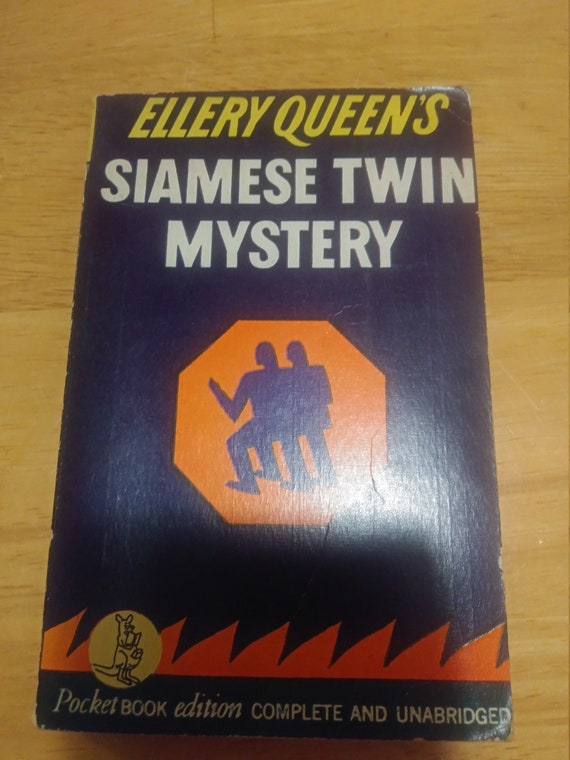 ELLERY QUEEN'S
SIAMESE TWIN
MYSTERY
Pocket BOOK edition COMPLETE AND UNABRIDGED